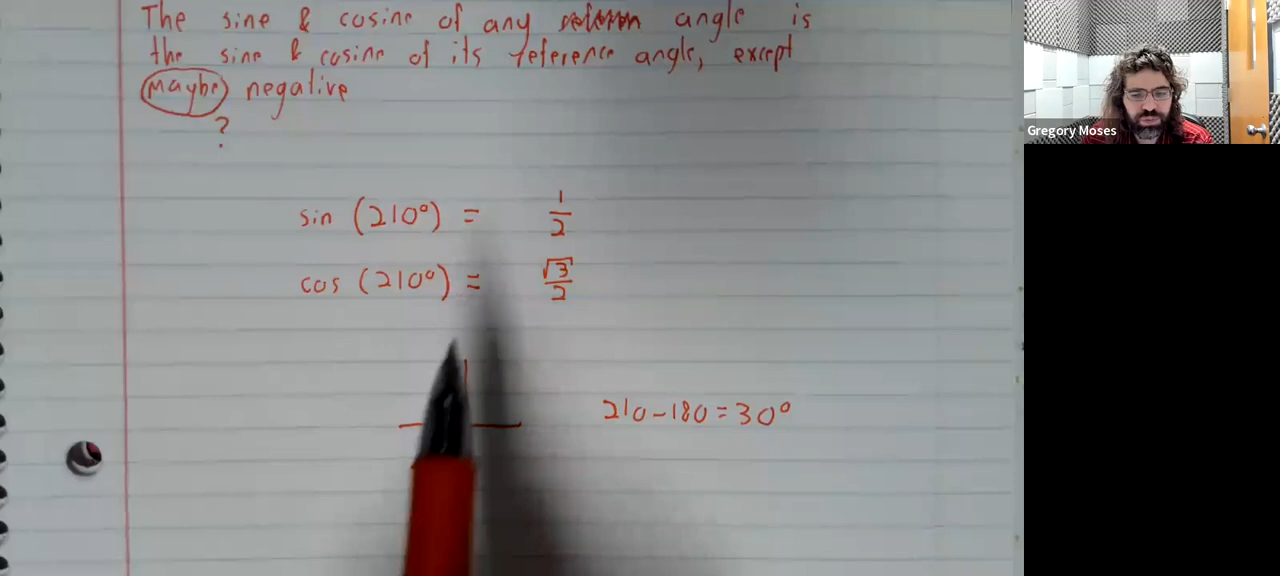 The sine & cosine of any angle is
the sine & cosine of its reference angle, except
maybe negative
?
sin (210°) = 1/2
cos (210°) = √3/2
210-180=30°
Gregory Moses